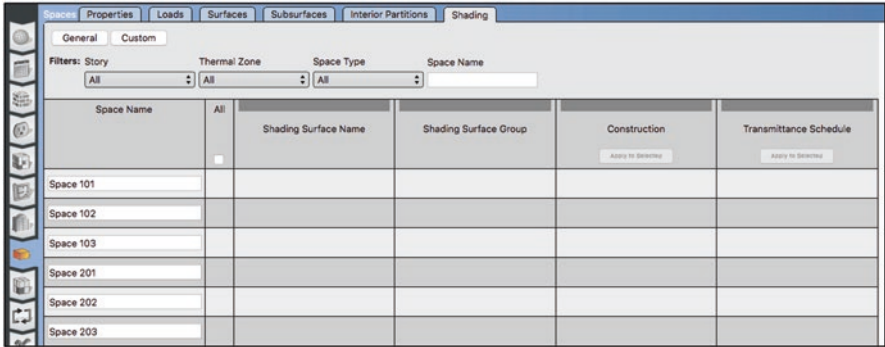 Spaces Properties Loads Surfaces Subsurfaces Interior Partitions Shading
General Custom
Filters: Story Thermal Zone Space Type Space Name
All All All
Space Name All Shading Surface Name Shading Surface Group Construction Transmittance Schedule
Apply to Selected Apply to Selected
Space 101
Space 102
Space 103
Space 201
Space 202
Space 203